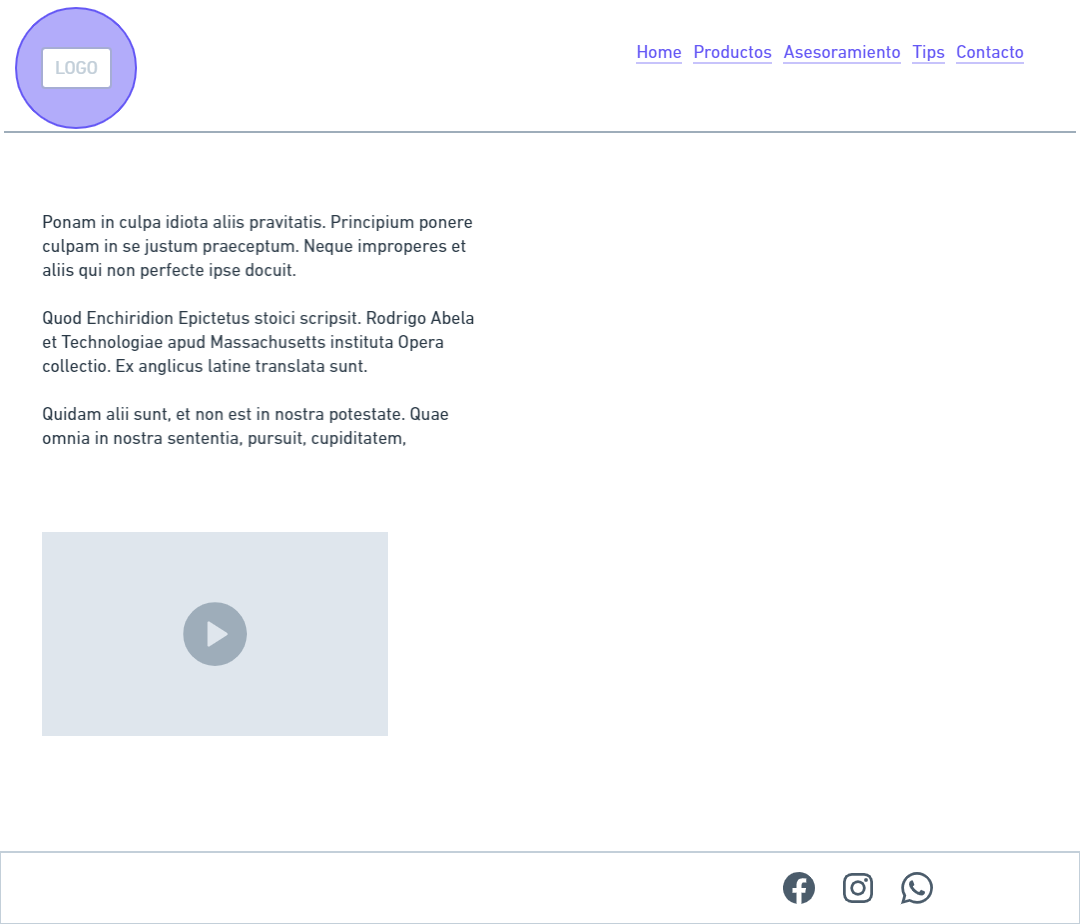 LOGO
Home Productos Asesoramiento Tips Contacto
Ponam in culpa idiota aliis pravitatis. Principium ponere
culpam in se justum praeceptum. Neque improperes et
aliis qui non perfecte ipse docuit.
Quod Enchiridion Epictetus stoici scripsit. Rodrigo Abela
et Technologiae apud Massachusetts instituta Opera
collectio. Ex anglicus latine translata sunt.
Quidam alii sunt, et non est in nostra potestate. Quae
omnia in nostra sententia, pursuit, cupiditatem,